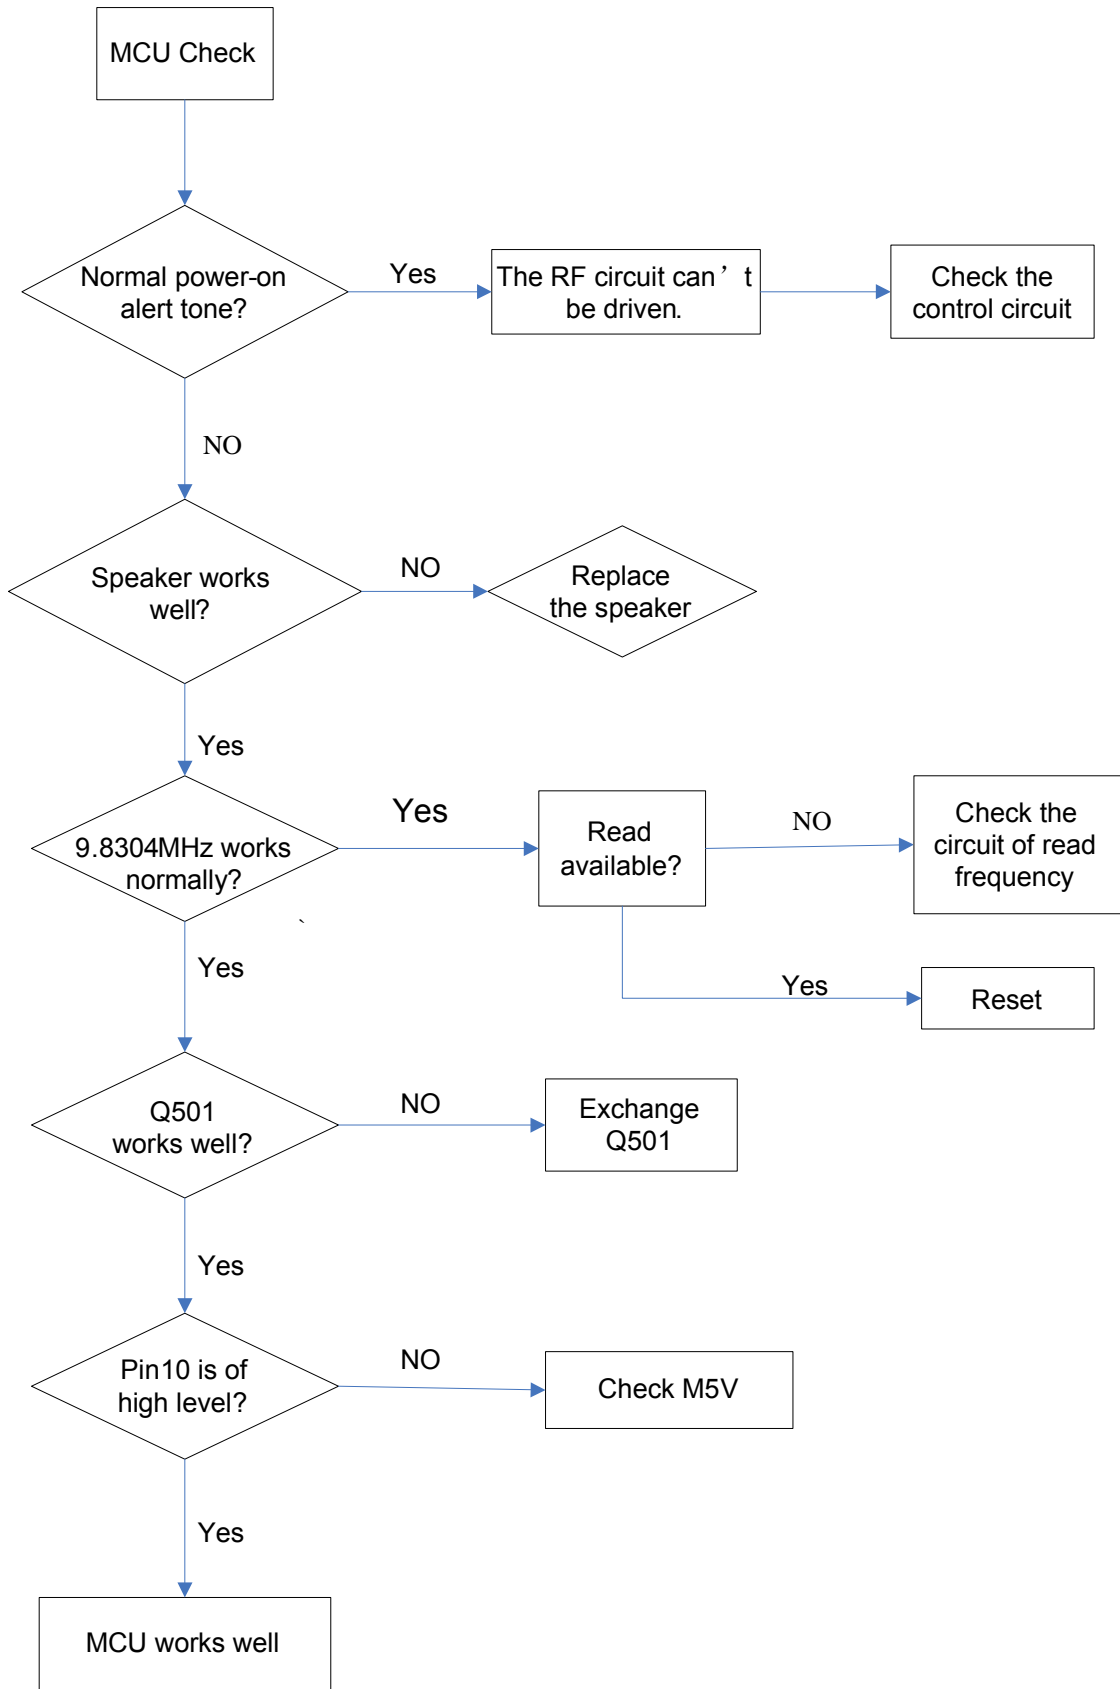 MCU Check
Normal power-on
alert tone?
Yes
The RF circuit can’t
be driven.
Check the
control circuit
NO
Speaker works
well?
NO
Replace
the speaker
Yes
9.8304MHz works
normally?
Yes
Read
available?
NO
Check the
circuit of read
frequency
`
Yes
Yes
Reset
Q501
works well?
NO
Exchange
Q501
Yes
Pin10 is of
high level?
NO
Check M5V
Yes
MCU works well